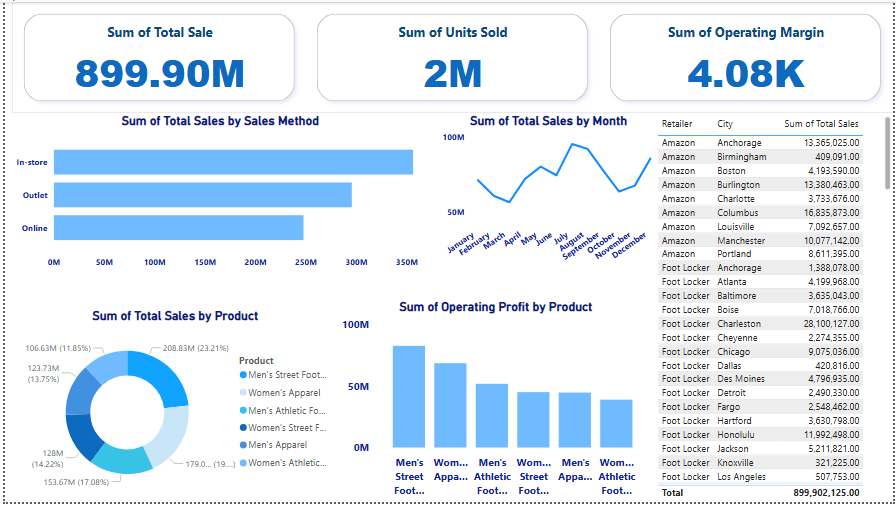 Sum of Total Sale
899.90M
Sum of Units Sold
2M
Sum of Operating Margin
4.08K
Sum of Total Sales by Sales Method
In-store
Outlet
Online
0M 50M 100M 150M 200M 250M 300M 350M
Sum of Total Sales by Month
100M
50M
January February March April May June July August September October November December
Sum of Total Sales by Product
106.63M (11.85%)
208.83M (23.21%)
123.73M
(13.75%)
128M
(14.22%)
153.67M (17.08%)
179.0... (19....)
Product
Men's Street Foot...
Women's Apparel
Men's Athletic Fo...
Women's Street F...
Men's Apparel
Women's Athletic...
Sum of Operating Profit by Product
100M
50M
0M
Men's Street Foot...
Wom... Appa...
Men's Athletic Foot...
Wom... Street Foot...
Men's Appa...
Wom... Athletic Foot...
Retailer City Sum of Total Sales
Amazon Anchorage 13,365,025.00
Amazon Birmingham 409,091.00
Amazon Boston 4,193,590.00
Amazon Burlington 13,380,463.00
Amazon Charlotte 3,733,676.00
Amazon Columbus 16,835,873.00
Amazon Louisville 7,092,657.00
Amazon Manchester 10,077,142.00
Amazon Portland 8,611,395.00
Foot Locker Anchorage 1,388,078.00
Foot Locker Atlanta 4,199,968.00
Foot Locker Baltimore 3,635,043.00
Foot Locker Boise 7,018,766.00
Foot Locker Charleston 28,100,127.00
Foot Locker Cheyenne 2,274,355.00
Foot Locker Chicago 9,075,036.00
Foot Locker Dallas 420,816.00
Foot Locker Des Moines 4,796,935.00
Foot Locker Detroit 2,490,330.00
Foot Locker Fargo 2,548,462.00
Foot Locker Hartford 3,630,798.00
Foot Locker Honolulu 11,992,498.00
Foot Locker Jackson 5,211,821.00
Foot Locker Knoxville 321,225.00
Foot Locker Los Angeles 507,753.00
Total 899,902,125.00